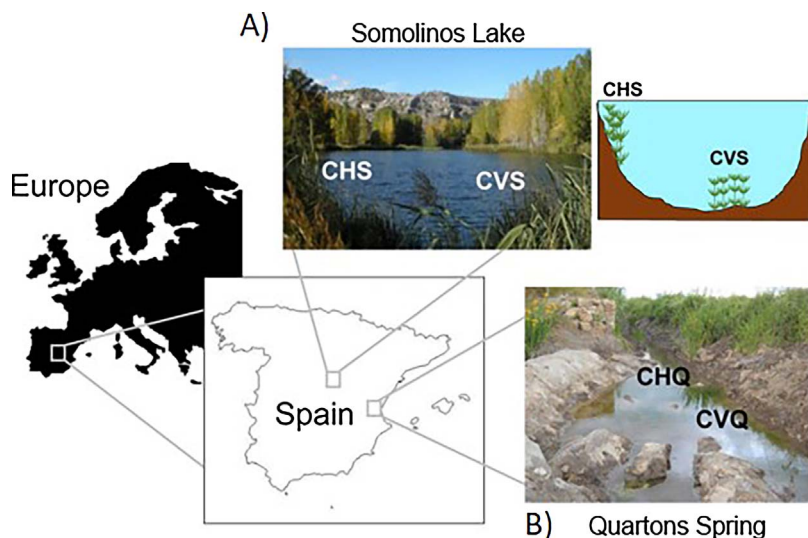 A)
Somolinos Lake
CHS
CVS
CHS
CVS
Europe
Spain
CHQ
CVQ
B)
Quartons Spring